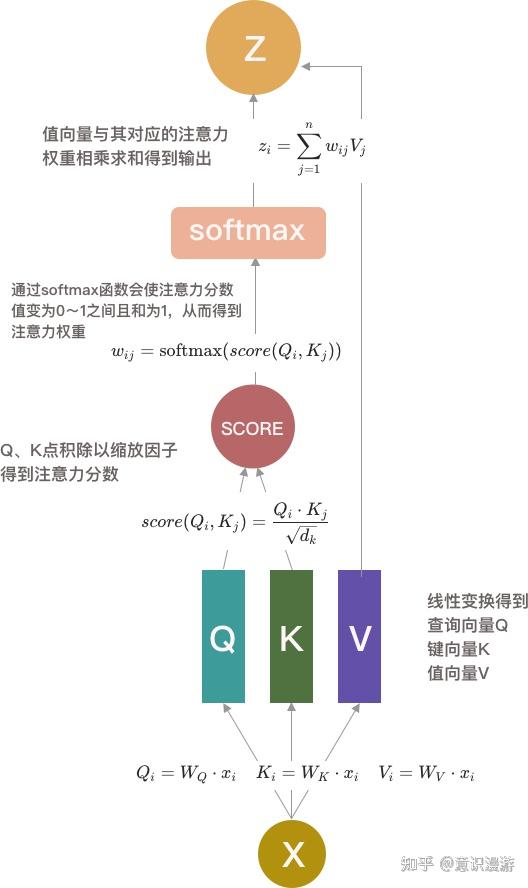 Z
值向量与其对应的注意力
权重相乘求和得到输出
z_i = \sum_{j=1}^{n} w_{ij} V_j
softmax
通过softmax函数会使注意力分数
值变为0～1之间且和为1，从而得到
注意力权重
w_{ij} = softmax(score(Q_i, K_j))
SCORE
Q、K点积除以缩放因子
得到注意力分数
score(Q_i, K_j) = \frac{Q_i · K_j}{\sqrt{d_k}}
Q K V
线性变换得到
查询向量Q
键向量K
值向量V
Q_i = W_Q · x_i K_i = W_K · x_i V_i = W_V · x_i
X
知乎 @意识漫游